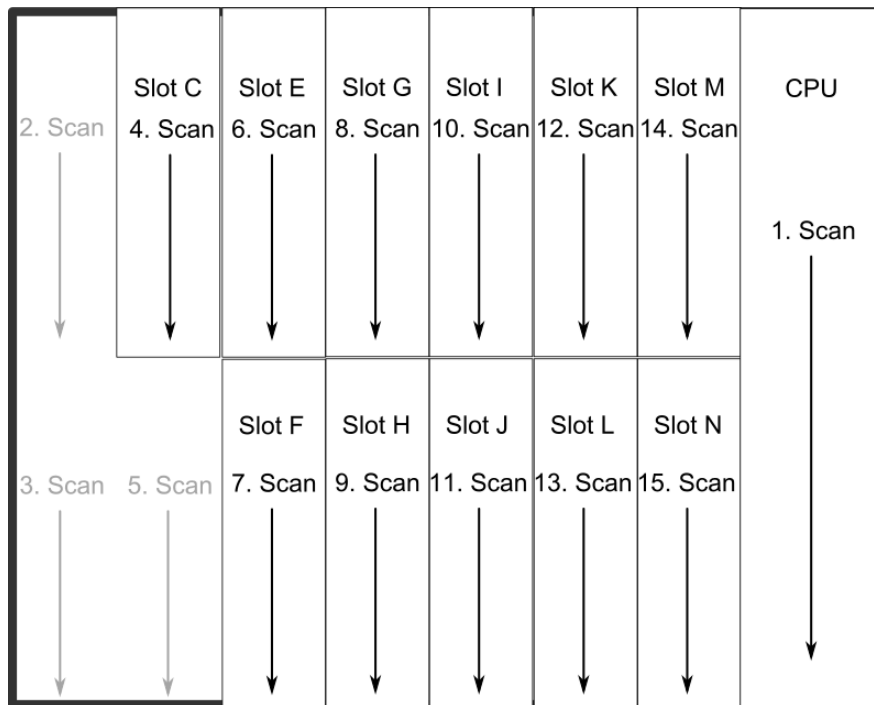 Slot C
Slot E
Slot G
Slot I
Slot K
Slot M
CPU
2. Scan
4. Scan
6. Scan
8. Scan
10. Scan
12. Scan
14. Scan
1. Scan
Slot F
Slot H
Slot J
Slot L
Slot N
3. Scan
5. Scan
7. Scan
9. Scan
11. Scan
13. Scan
15. Scan